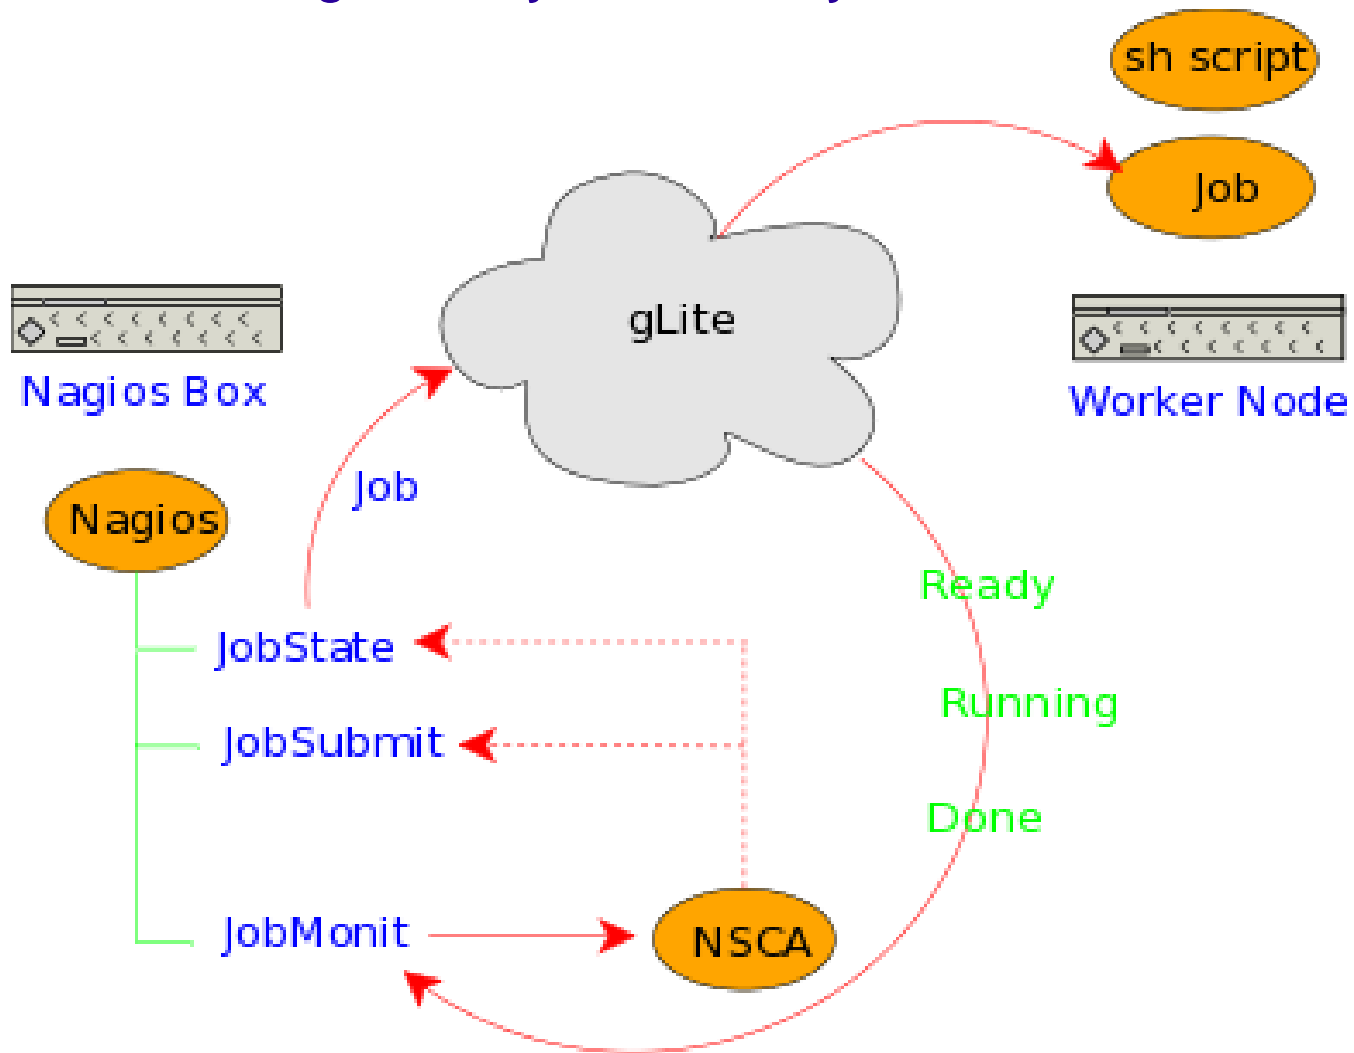 sh script
Job
gLite
Nagios Box
Worker Node
Job
Nagios
Ready
JobState
Running
JobSubmit
Done
JobMonit
NSCA